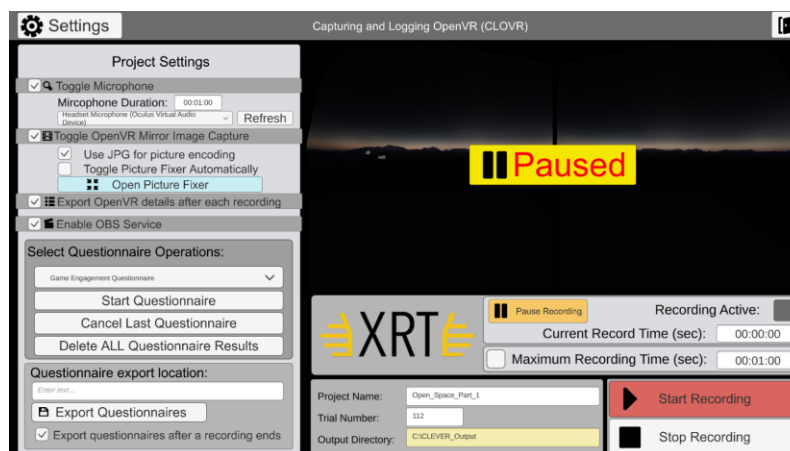 Settings
Capturing and Logging OpenVR (CLOVR)
Project Settings
Toggle Microphone
Mircophone Duration: 00:01:00
Headset Microphone (Oculus Virtual Audio
Device)
Refresh
Toggle OpenVR Mirror Image Capture
Use JPG for picture encoding
Toggle Picture Fixer Automatically
Open Picture Fixer
Export OpenVR details after each recording
Enable OBS Service
Select Questionnaire Operations:
Game Engagement Questionnaire
Start Questionnaire
Cancel Last Questionnaire
Delete ALL Questionnaire Results
Questionnaire export location:
Enter text...
Export Questionnaires
Export questionnaires after a recording ends
Paused
XRT
Pause Recording
Recording Active:
Current Record Time (sec): 00:00:00
Maximum Recording Time (sec): 00:01:00
Project Name: Open_Space_Part_1
Trial Number: 112
Output Directory: C:\CLEVER_Output
Start Recording
Stop Recording